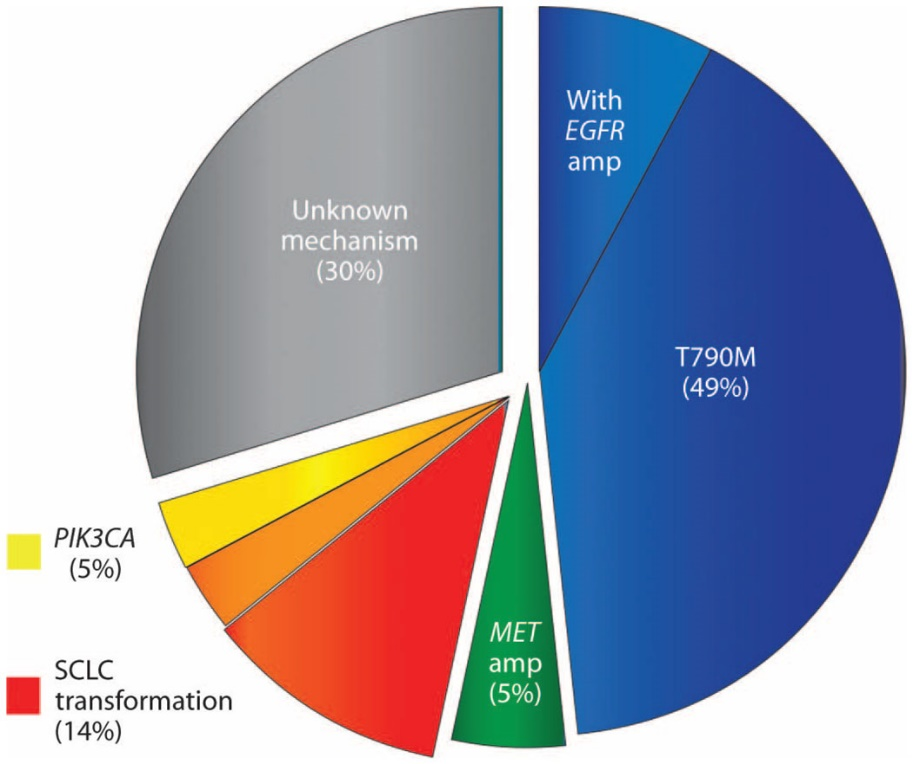 With
EGFR
amp
Unknown
mechanism
(30%)
T790M
(49%)
PIK3CA
(5%)
MET
amp
(5%)
SCLC
transformation
(14%)